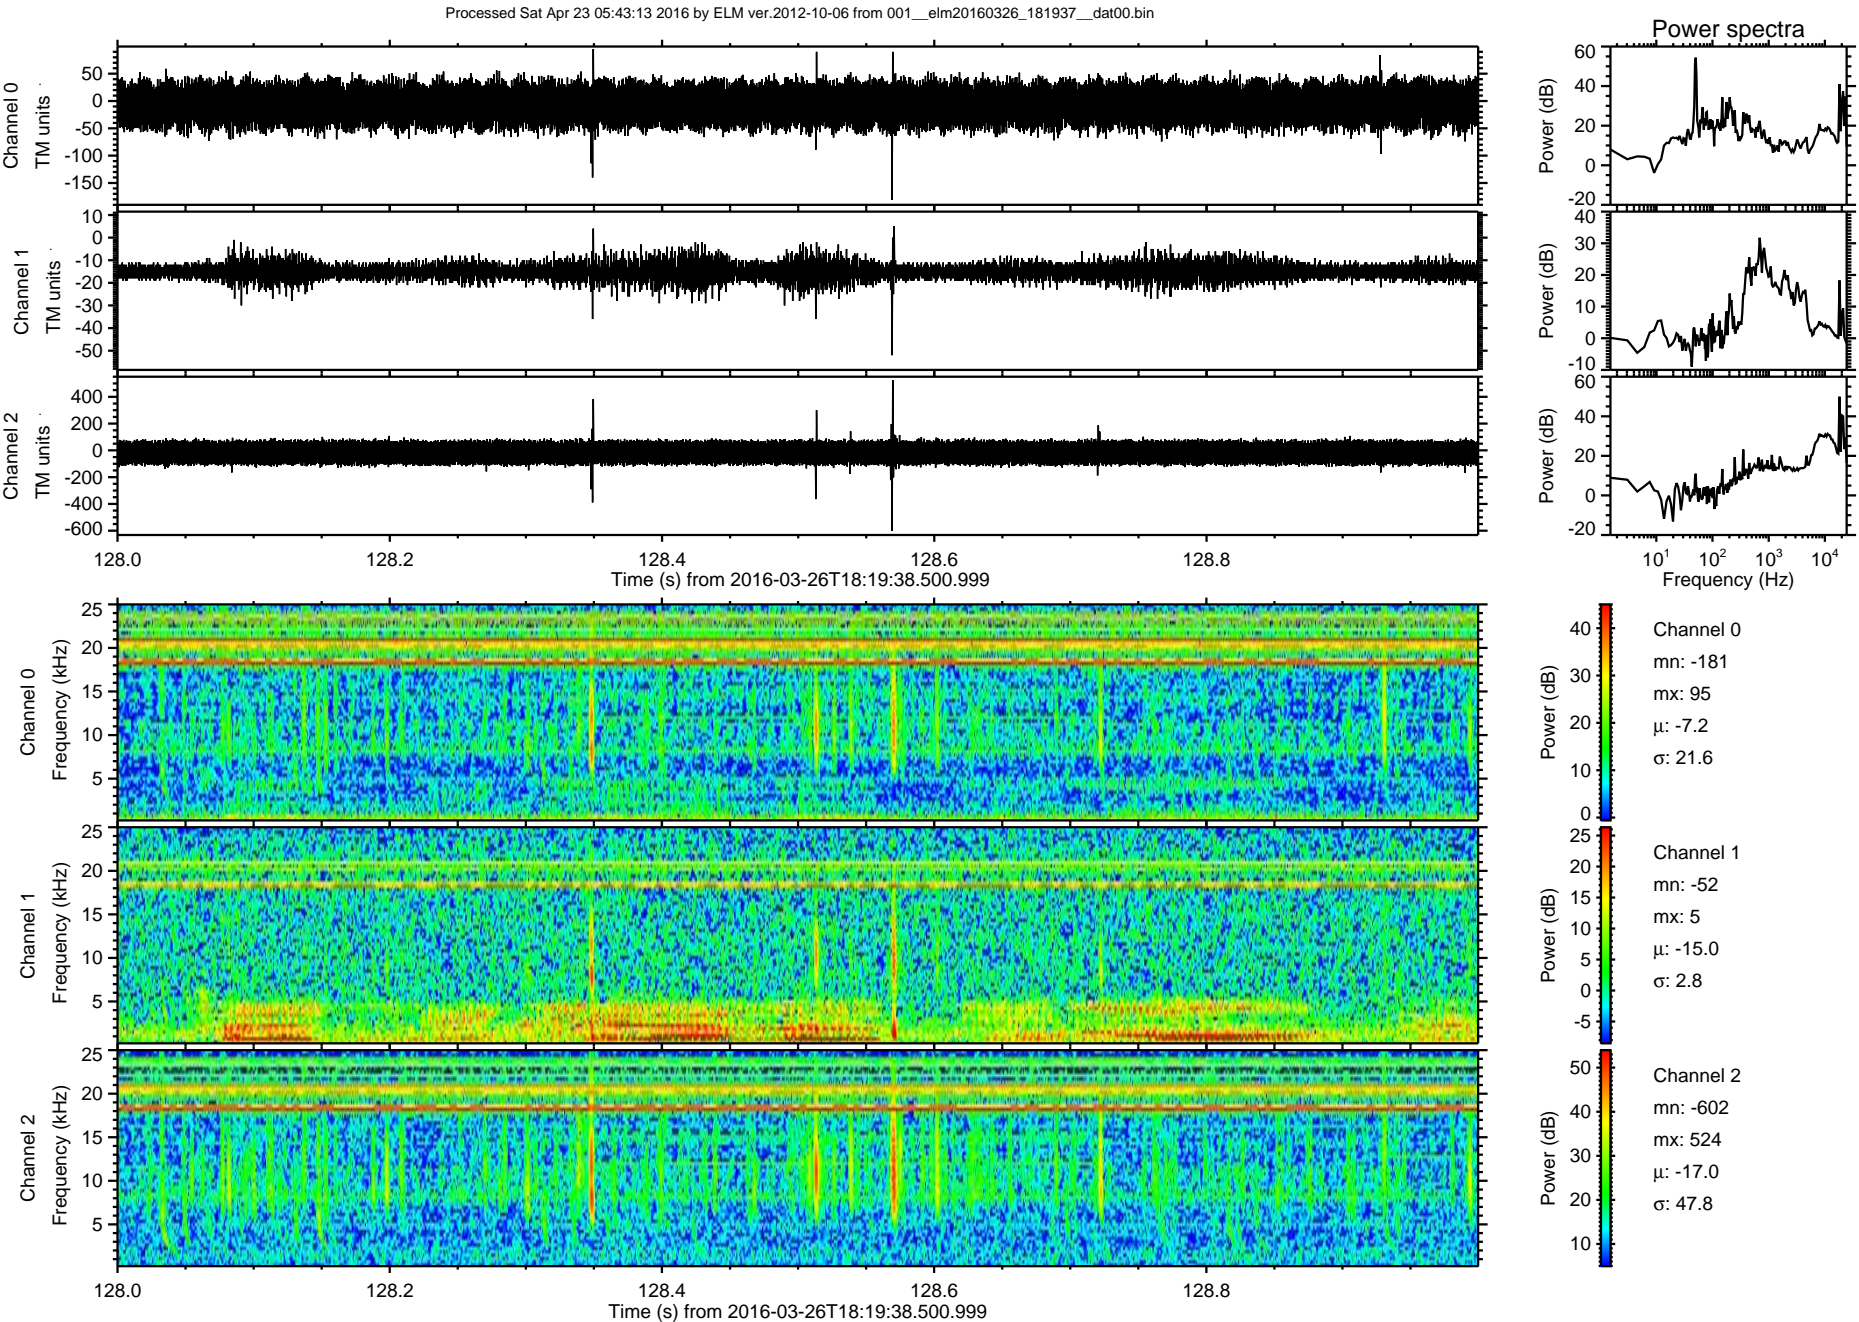 Processed Sat Apr 23 05:43:13 2016 by ELM ver.2012-10-06 from 001__elm20160326_181937__dat00.bin
Power spectra
Channel 0
TM units
50
0
-50
-100
-150
Power (dB)
60
40
20
0
-20
Channel 1
TM units
10
0
-10
-20
-30
-40
-50
Power (dB)
40
30
20
10
0
-10
Channel 2
TM units
400
200
0
-200
-400
-600
Power (dB)
60
40
20
0
-20
128.0 128.2 128.4 128.6 128.8
Time (s) from 2016-03-26T18:19:38.500.999
10¹ 10² 10³ 10⁴
Frequency (Hz)
Channel 0
Frequency (kHz)
25
20
15
10
5
Power (dB)
40
30
20
10
0
Channel 0
mn: -181
mx: 95
μ: -7.2
σ: 21.6
Channel 1
Frequency (kHz)
25
20
15
10
5
Power (dB)
25
20
15
10
5
0
-5
Channel 1
mn: -52
mx: 5
μ: -15.0
σ: 2.8
Channel 2
Frequency (kHz)
25
20
15
10
5
Power (dB)
50
40
30
20
10
Channel 2
mn: -602
mx: 524
μ: -17.0
σ: 47.8
128.0 128.2 128.4 128.6 128.8
Time (s) from 2016-03-26T18:19:38.500.999